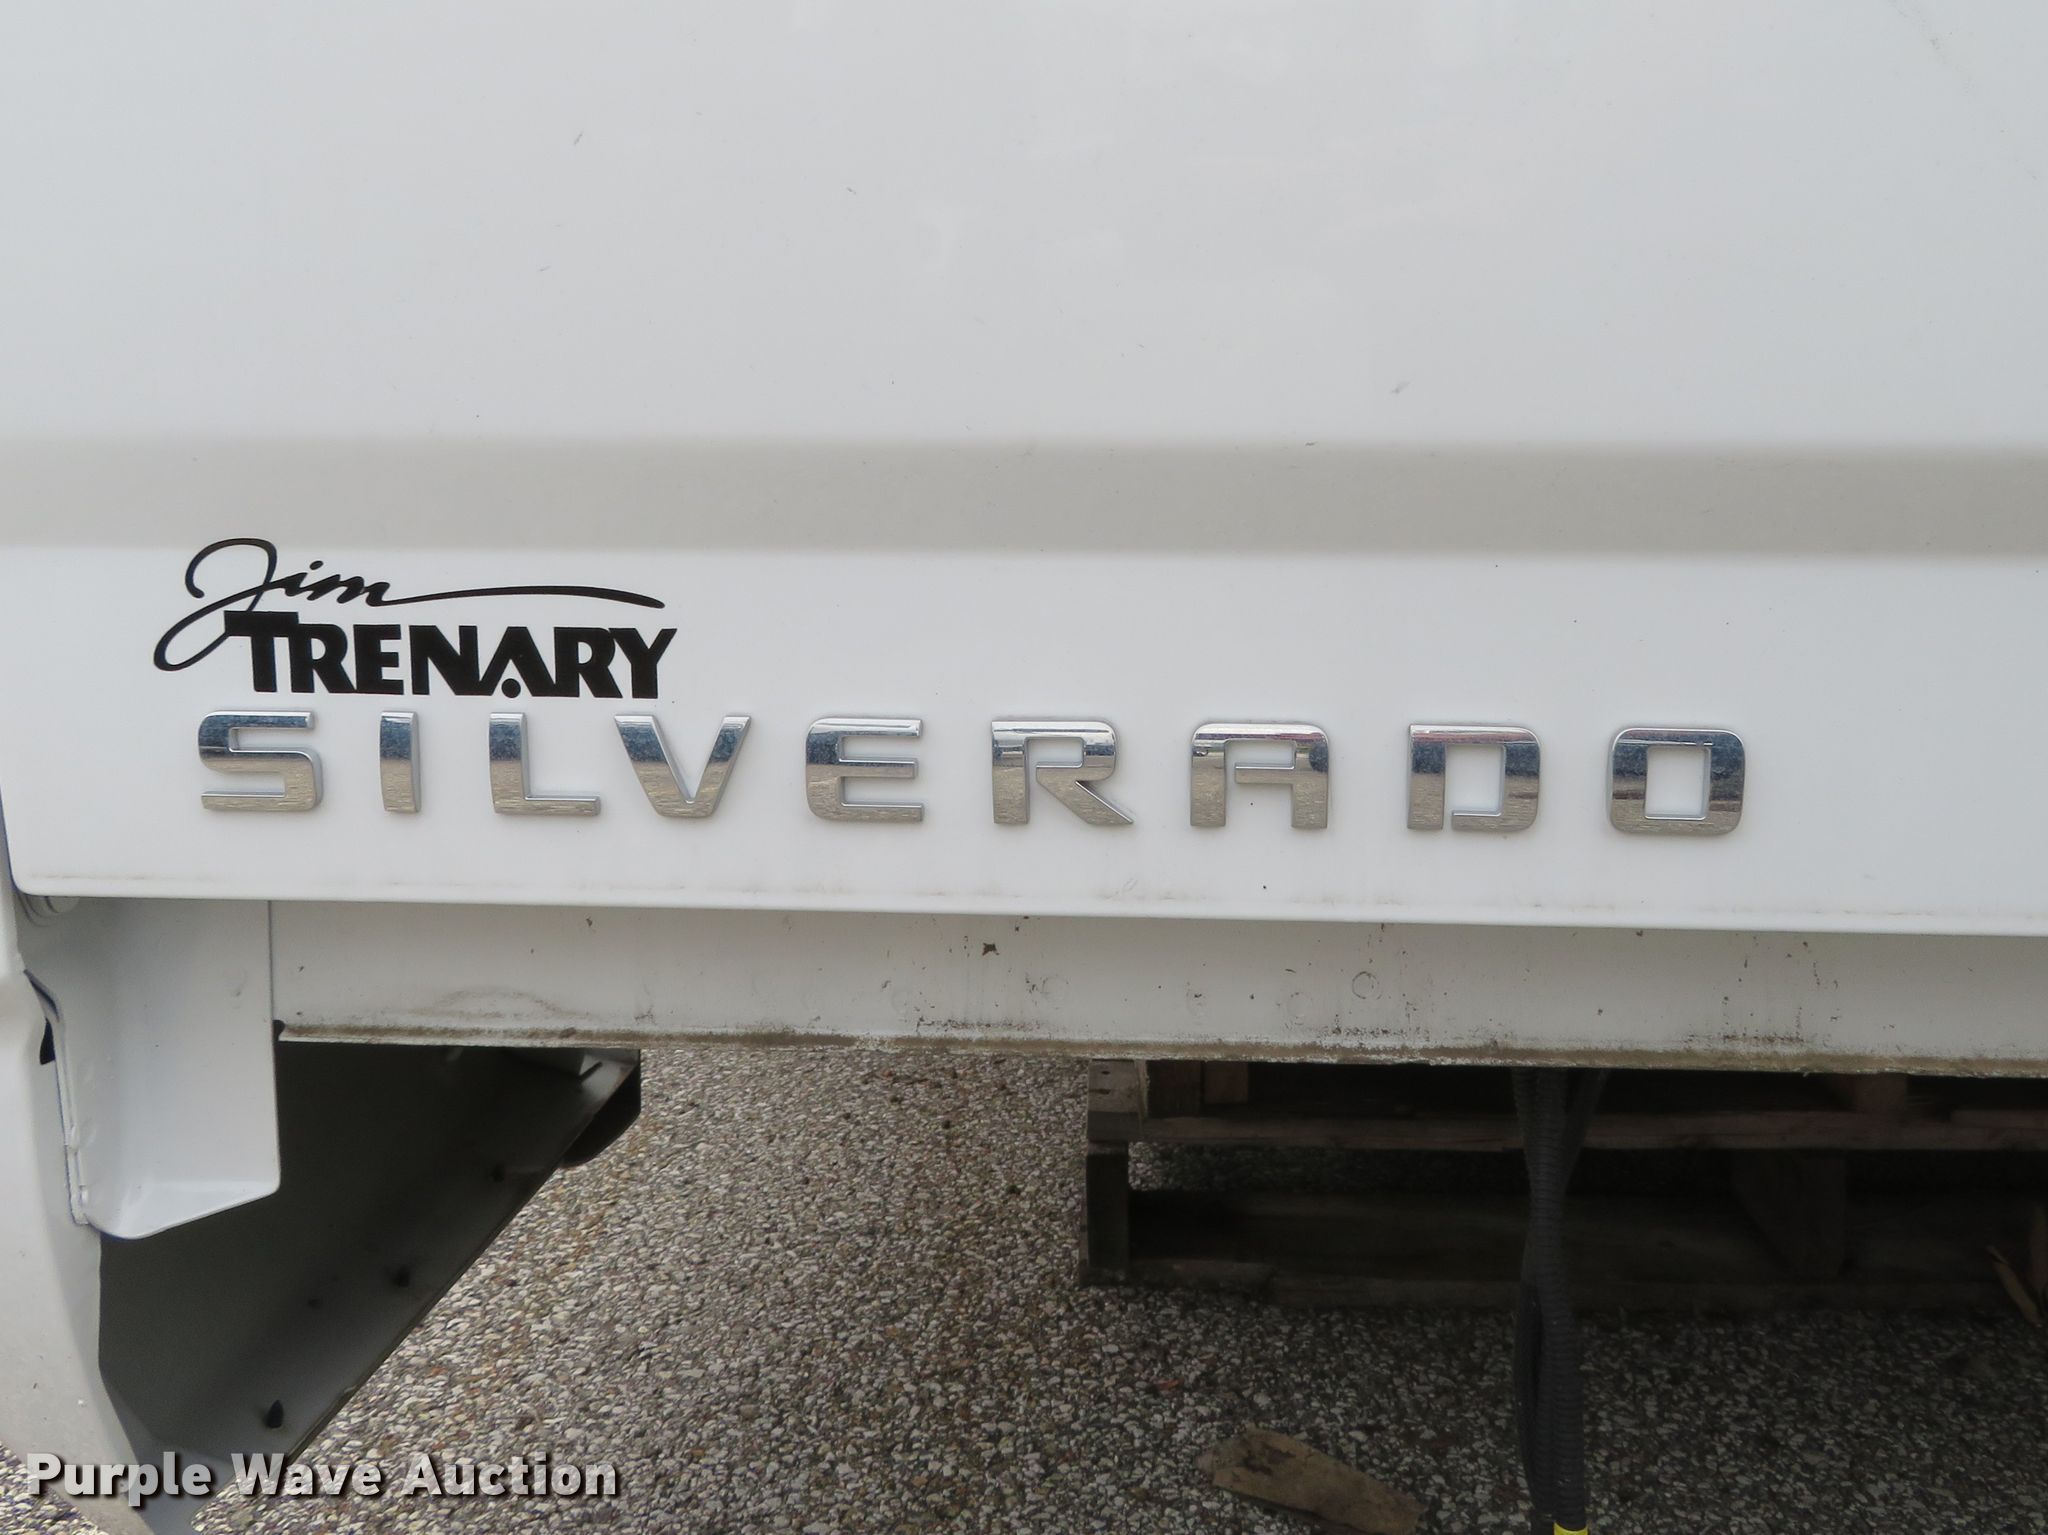 Jim
TRENARY
SILVERADO
Purple Wave Auction